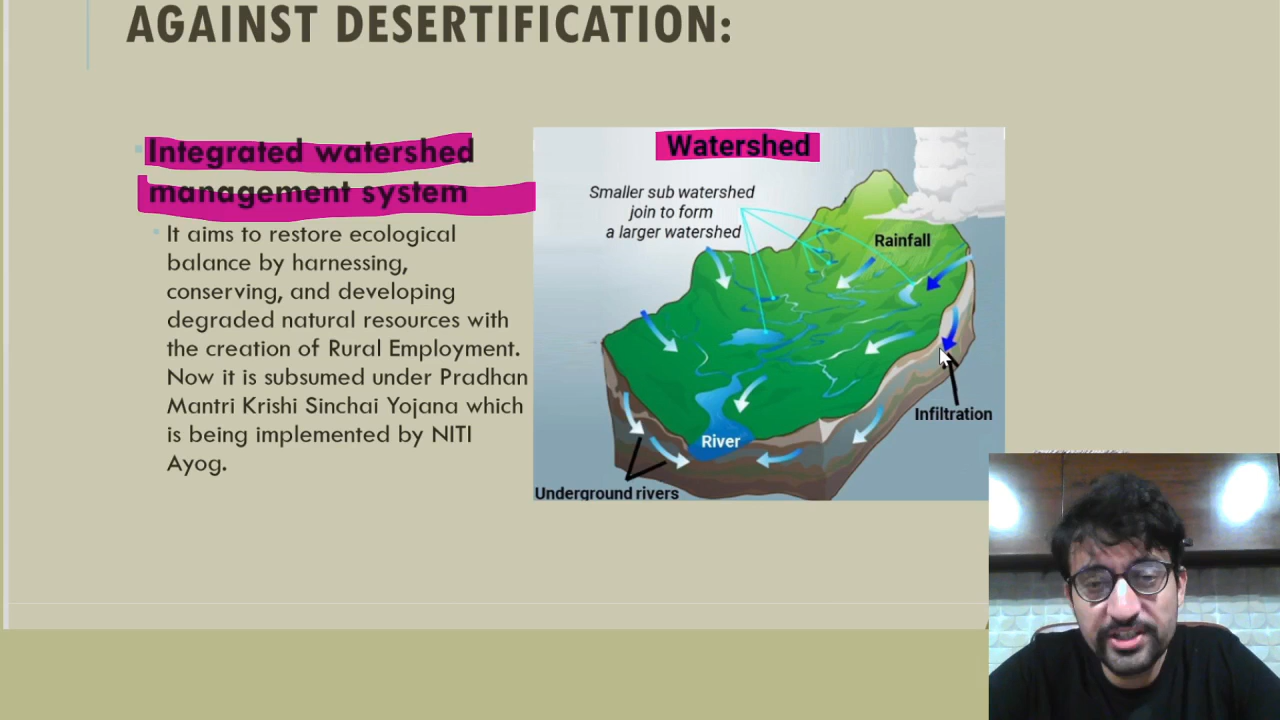 AGAINST DESERTIFICATION:
Integrated watershed
management system
It aims to restore ecological
balance by harnessing,
conserving, and developing
degraded natural resources with
the creation of Rural Employment.
Now it is subsumed under Pradhan
Mantri Krishi Sinchai Yojana which
is being implemented by NITI
Ayog.
Watershed
Smaller sub watershed
join to form
a larger watershed
Rainfall
Infiltration
River
Underground rivers